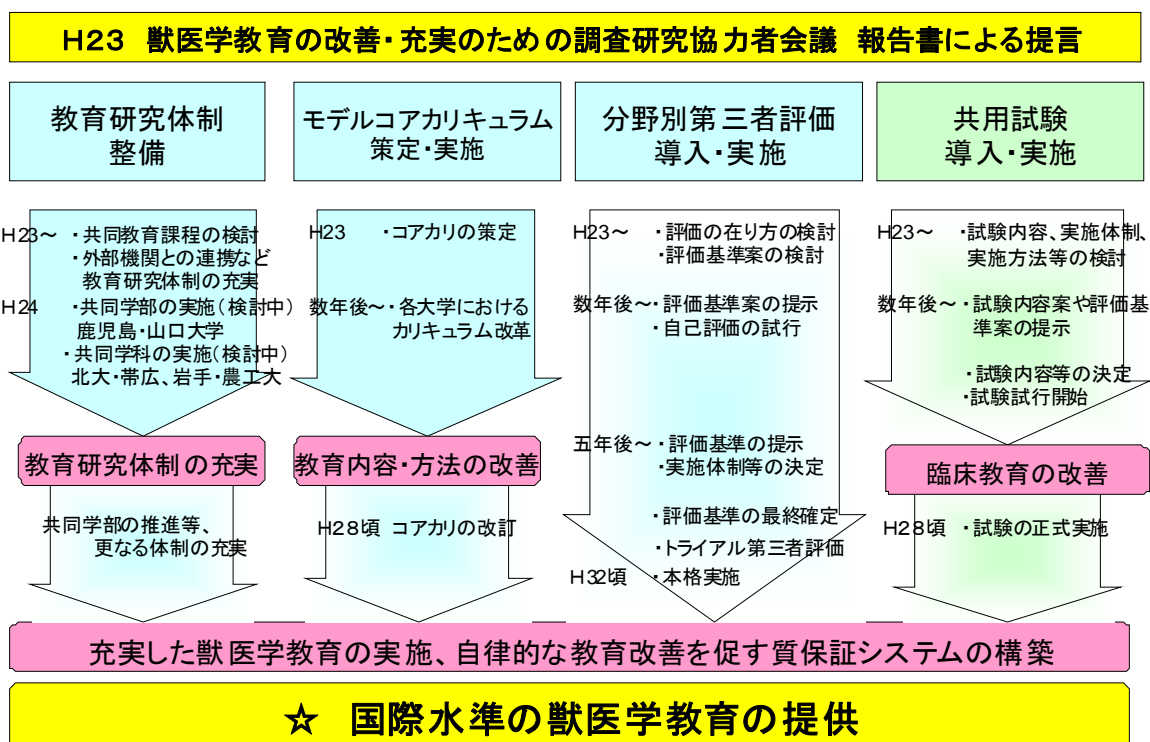 H23 獣医学教育の改善・充実のための調査研究協力者会議 報告書による提言
教育研究体制
整備
H23～ ・共同教育課程の検討
・外部機関との連携など
教育研究体制の充実
H24 ・共同学部の実施(検討中)
鹿児島・山口大学
・共同学科の実施(検討中)
北大・帯広、岩手・農工大
教育研究体制の充実
共同学部の推進等、
更なる体制の充実
モデルコアカリキュラム
策定・実施
H23 ・コアカリの策定
数年後～・各大学における
カリキュラム改革
教育内容・方法の改善
H28頃 コアカリの改訂
分野別第三者評価
導入・実施
H23～ ・評価の在り方の検討
・評価基準案の検討
数年後～・評価基準案の提示
・自己評価の試行
五年後～・評価基準の提示
・実施体制等の決定
・評価基準の最終確定
・トライアル第三者評価
H32頃 ・本格実施
共用試験
導入・実施
H23～ ・試験内容、実施体制、
実施方法等の検討
数年後～・試験内容案や評価基
準案の提示
・試験内容等の決定
・試験試行開始
臨床教育の改善
H28頃 ・試験の正式実施
充実した獣医学教育の実施、自律的な教育改善を促す質保証システムの構築
☆ 国際水準の獣医学教育の提供